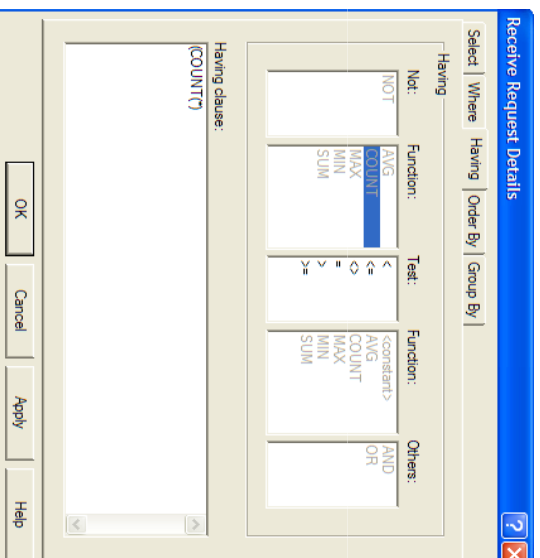 Receive Request Details
Select Where Having Order By Group By
Having
Not: Function: Test: Function: Others:
NOT
AVG
COUNT
MAX
MIN
SUM
<
<=
<>
=
>
>=
<constant>
AVG
COUNT
MAX
MIN
SUM
AND
OR
Having clause:
(COUNT(*)
OK Cancel Apply Help